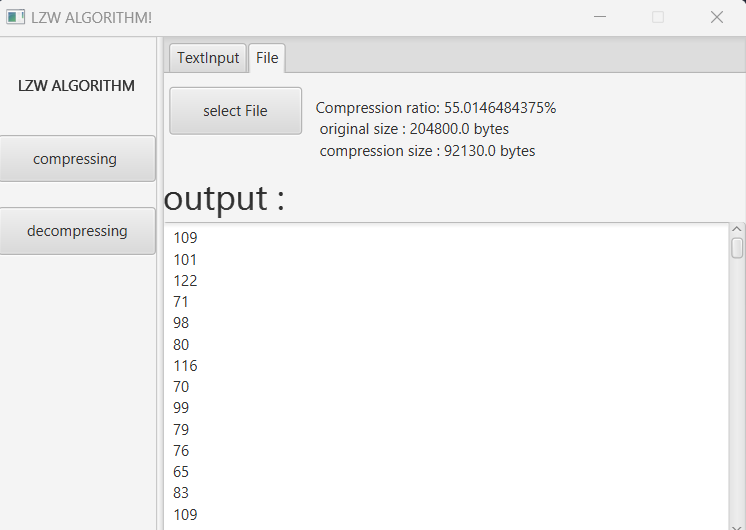 LZW ALGORITHM!
LZW ALGORITHM
compressing
decompressing
TextInput File
select File
Compression ratio: 55.0146484375%
original size : 204800.0 bytes
compression size : 92130.0 bytes
output :
109
101
122
71
98
80
116
70
99
79
76
65
83
109